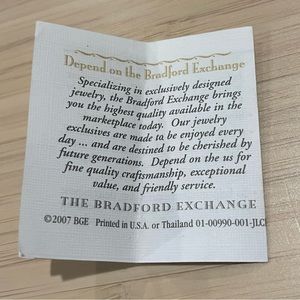 Depend on the Bradford Exchange
Specializing in exclusively designed
jewelry, the Bradford Exchange brings
you the highest quality available in the
marketplace today. Our jewelry
exclusives are made to be enjoyed every
day ... and are destined to be cherished by
future generations. Depend on the us for
fine quality craftsmanship, exceptional
value, and friendly service.
THE BRADFORD EXCHANGE
©2007 BGE Printed in U.S.A. or Thailand 01-00990-001-JLC